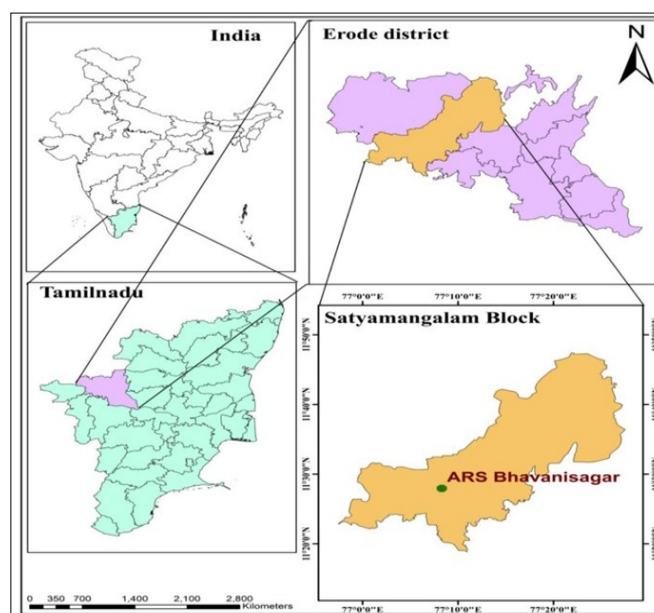 India
Erode district
N
Tamilnadu
77°0'0"E 77°10'0"E 77°20'0"E
Satyamangalam Block
ARS Bhavanisagar
77°0'0"E 77°10'0"E 77°20'0"E
0 350 700 1,400 2,100 2,800
Kilometers